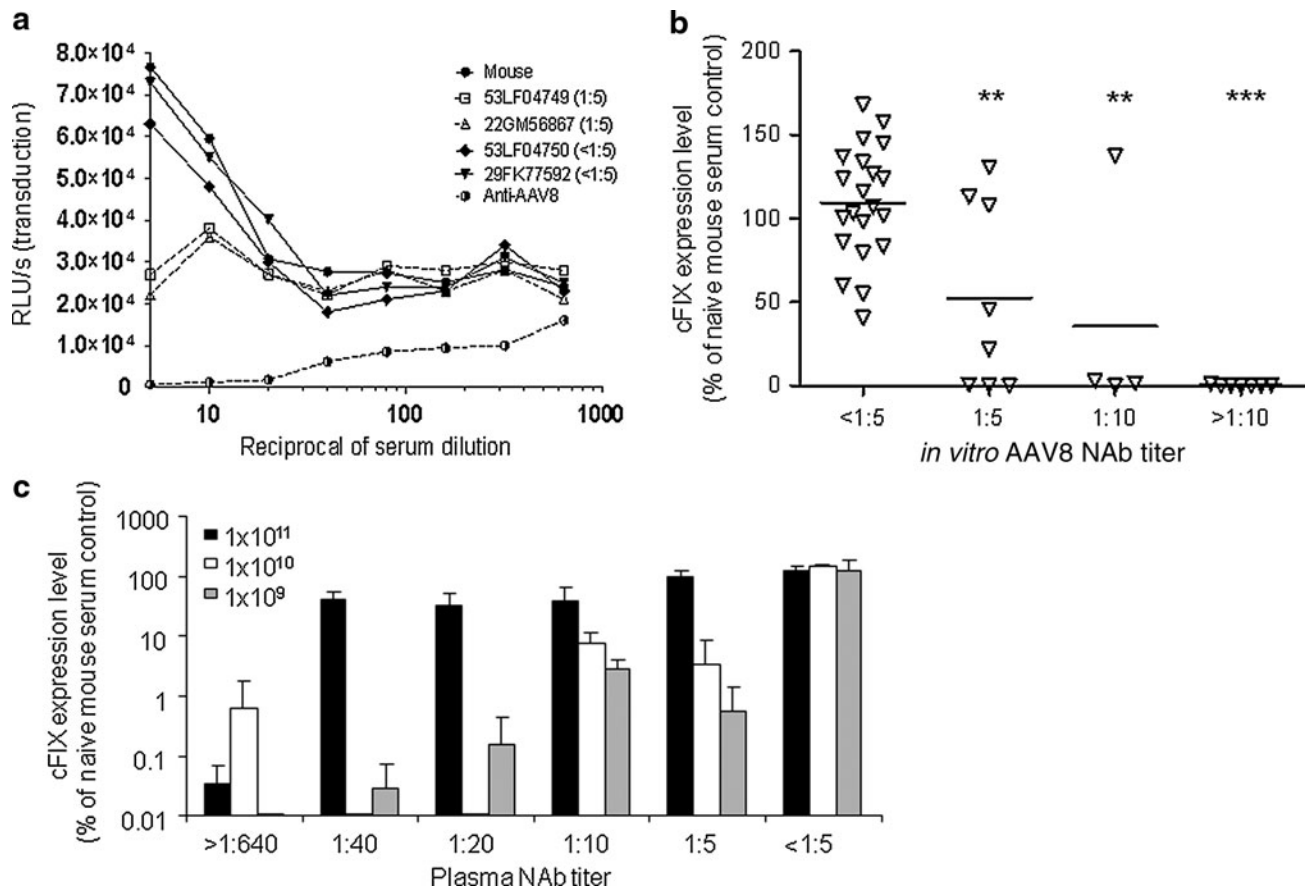 a
8.0×10⁴
7.0×10⁴
6.0×10⁴
5.0×10⁴
4.0×10⁴
3.0×10⁴
2.0×10⁴
1.0×10⁴
0
RLU/s (transduction)
10
100
1000
Reciprocal of serum dilution
Mouse
53LF04749 (1:5)
22GM56867 (1:5)
53LF04750 (<1:5)
29FK77592 (<1:5)
Anti-AAV8
b
200
150
100
50
0
cFIX expression level
(% of naive mouse serum control)
**
**
***
<1:5
1:5
1:10
>1:10
in vitro AAV8 NAb titer
c
1000
100
10
1
0.1
0.01
cFIX expression level
(% of naive mouse serum control)
1x10¹¹
1x10¹⁰
1x10⁹
>1:640
1:40
1:20
1:10
1:5
<1:5
Plasma NAb titer